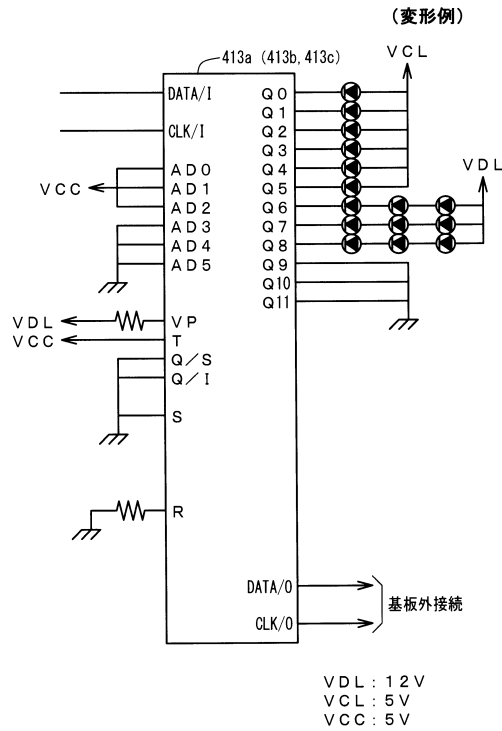 (変形例)
413a (413b, 413c)
VCL
DATA/I
CLK/I
AD0
AD1
AD2
AD3
AD4
AD5
VCC
VDL
VCC
VP
T
Q/S
Q/I
S
R
Q0
Q1
Q2
Q3
Q4
Q5
Q6
Q7
Q8
Q9
Q10
Q11
VDL
DATA/O
CLK/O
基板外接続
VDL:12V
VCL:5V
VCC:5V